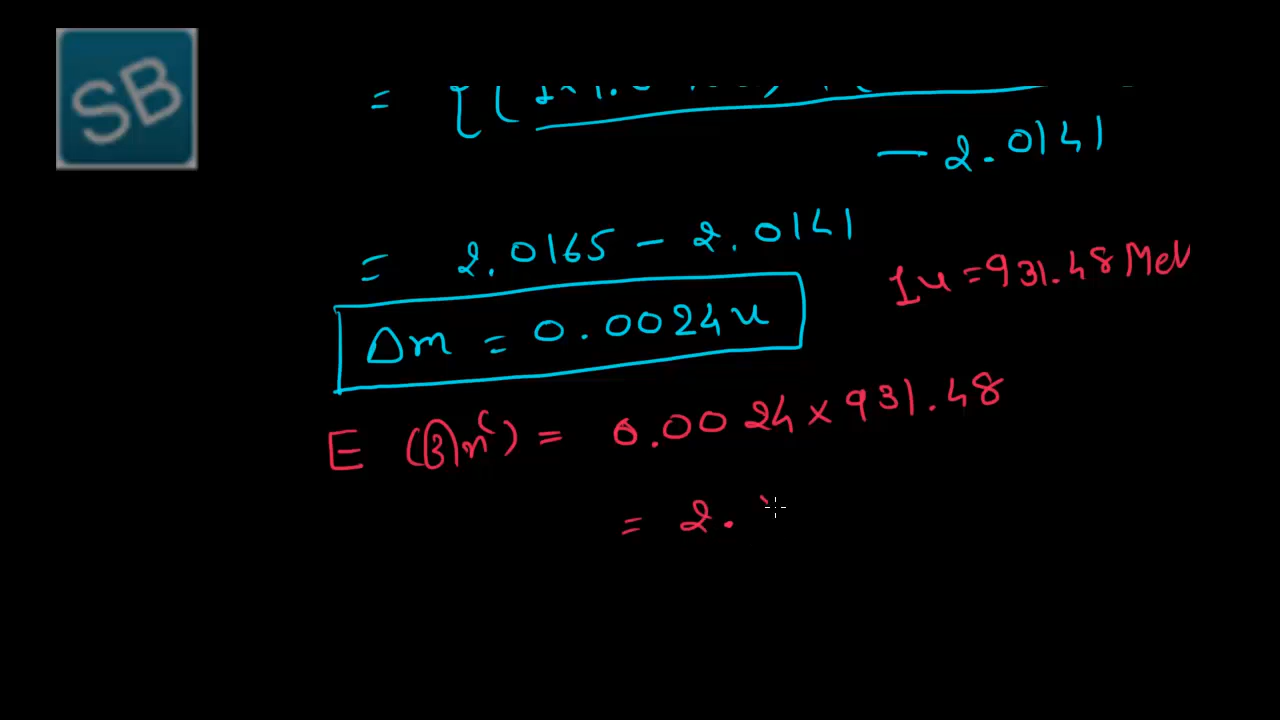 SB
= [(
− 2.0141
= 2.0165 − 2.0141
1u = 931.48 MeV
Δm = 0.0024u
E = 0.0024 × 931.48
= 2.